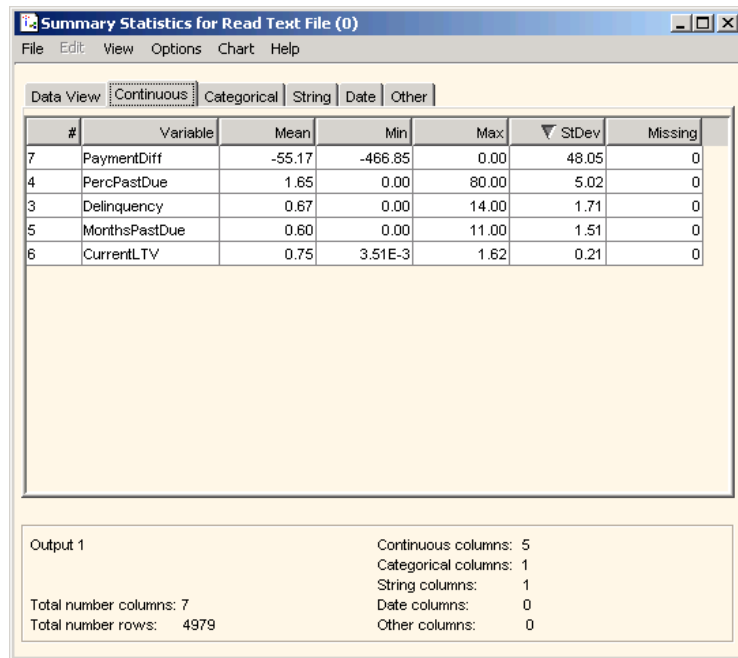 Summary Statistics for Read Text File (0)
File Edit View Options Chart Help
Data View Continuous Categorical String Date Other
# Variable Mean Min Max StDev Missing
7 PaymentDiff -55.17 -466.85 0.00 48.05 0
4 PercPastDue 1.65 0.00 80.00 5.02 0
3 Delinquency 0.67 0.00 14.00 1.71 0
5 MonthsPastDue 0.60 0.00 11.00 1.51 0
6 CurrentLTV 0.75 3.51E-3 1.62 0.21 0
Output 1 Continuous columns: 5
Categorical columns: 1
String columns: 1
Total number columns: 7 Date columns: 0
Total number rows: 4979 Other columns: 0